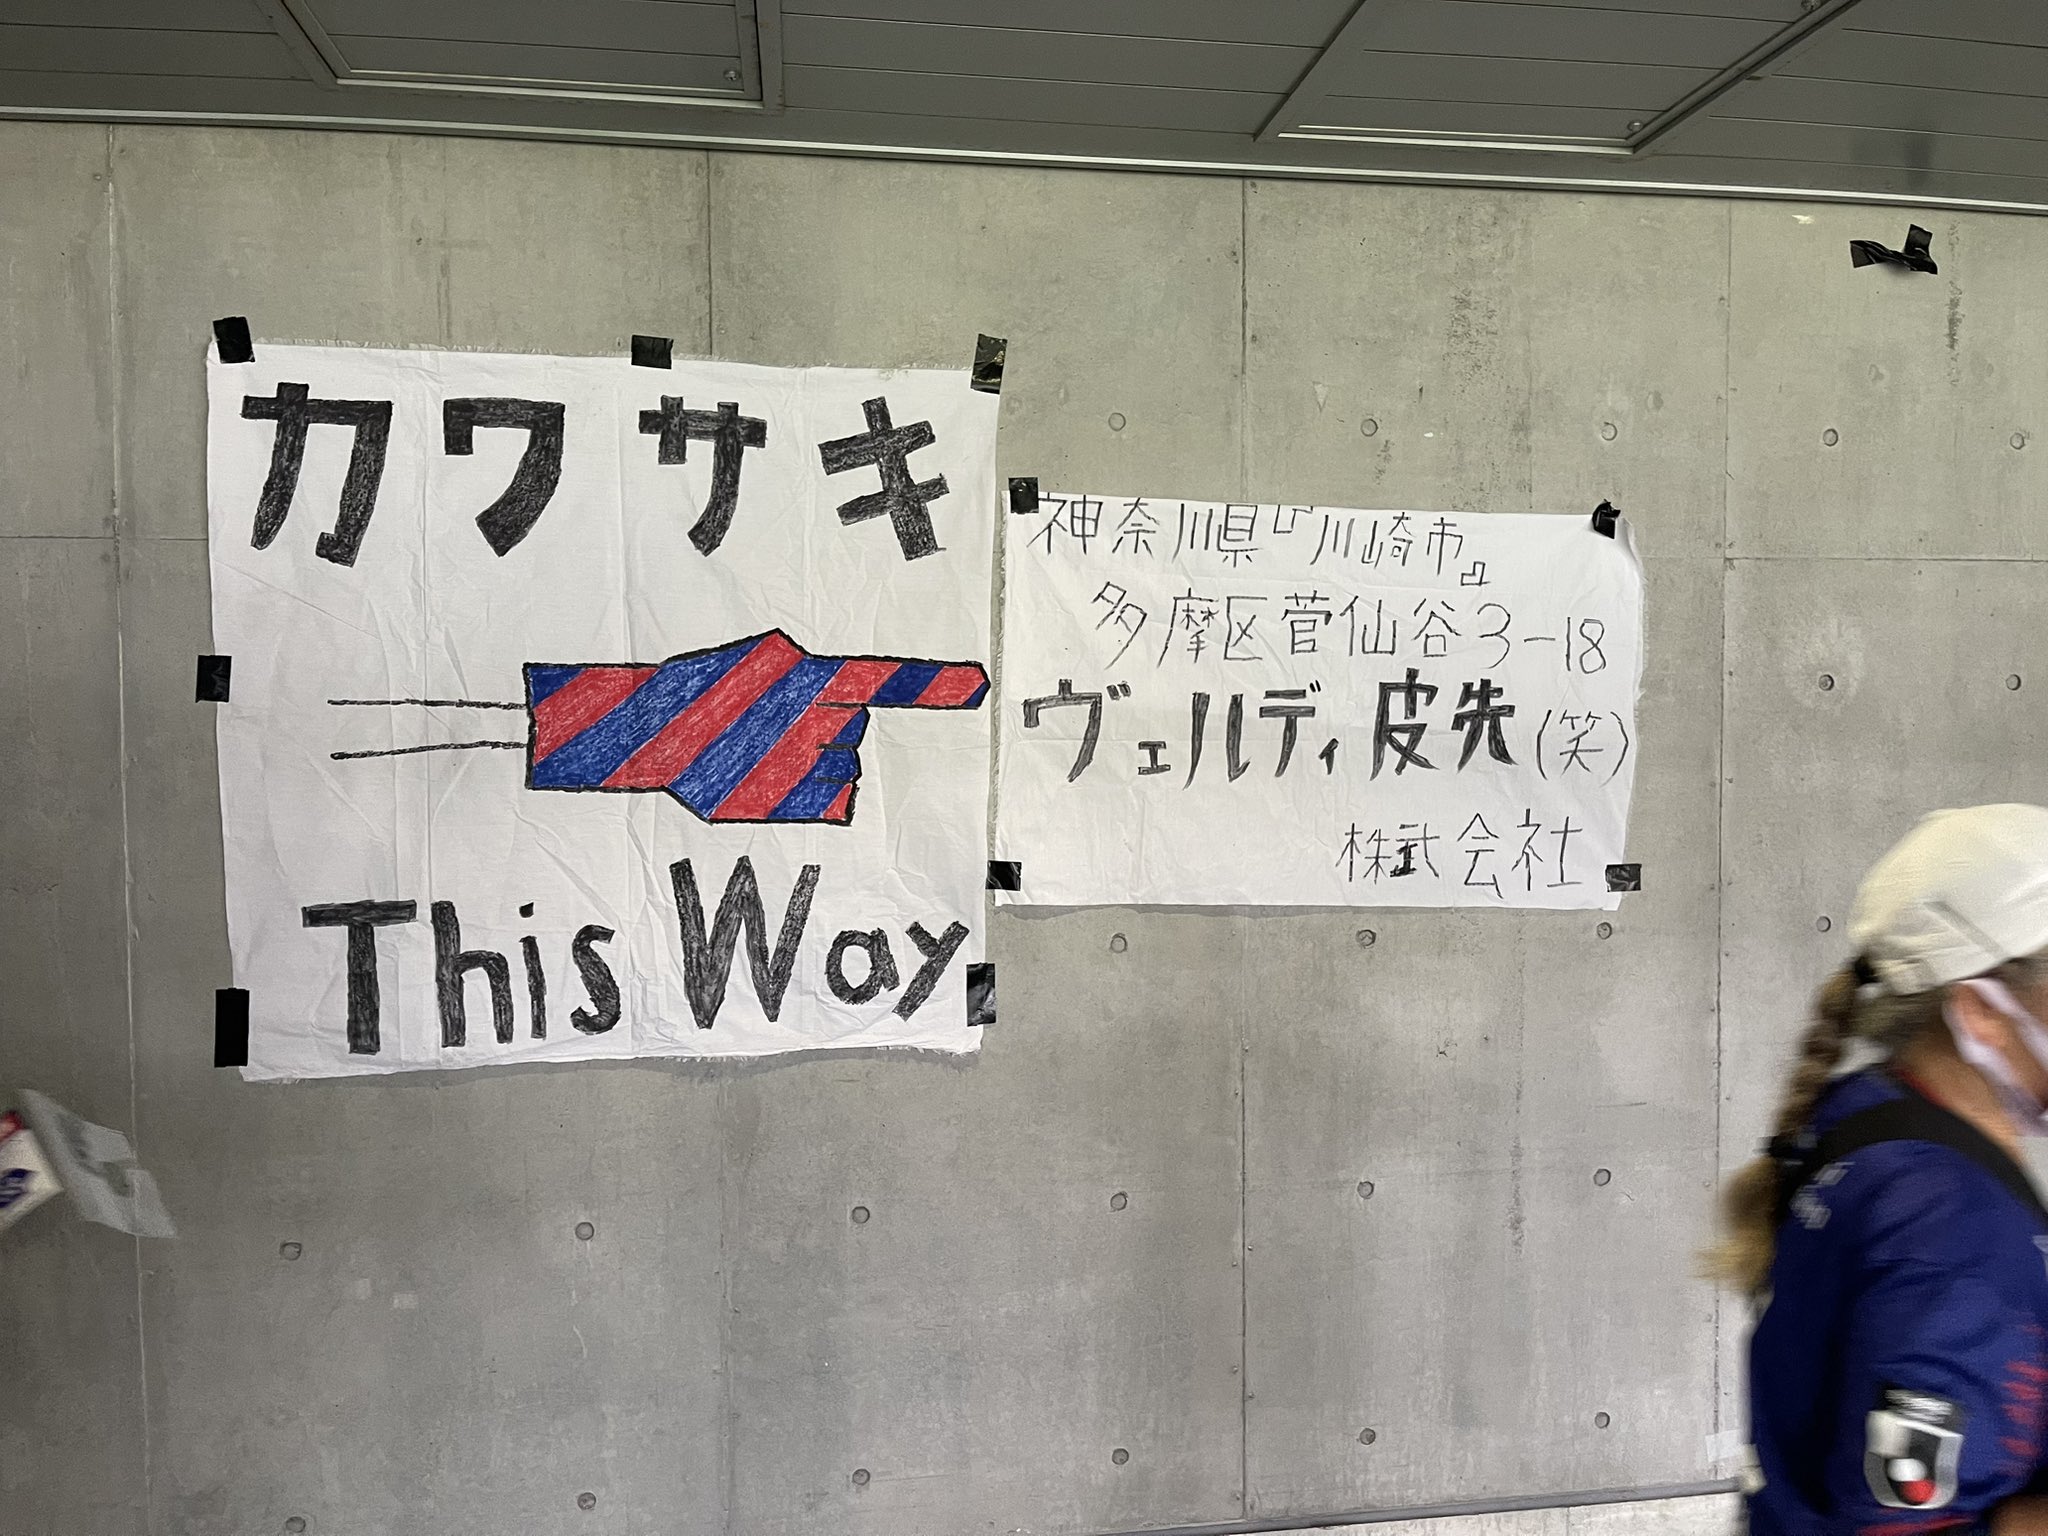 カワサキ
This Way
神奈川県『川崎市』
多摩区菅仙谷3-18
ヴェルディ皮先(笑)
株式会社